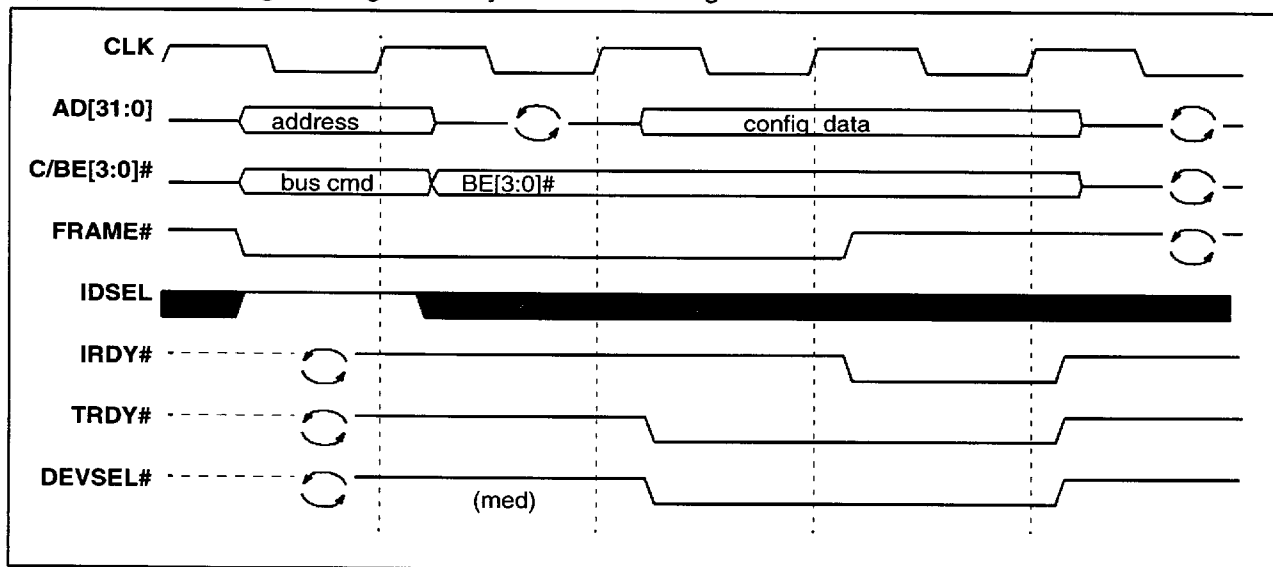 CLK
AD[31:0]
address
config data
C/BE[3:0]#
bus cmd
BE[3:0]#
FRAME#
IDSEL
IRDY#
TRDY#
DEVSEL#
(med)